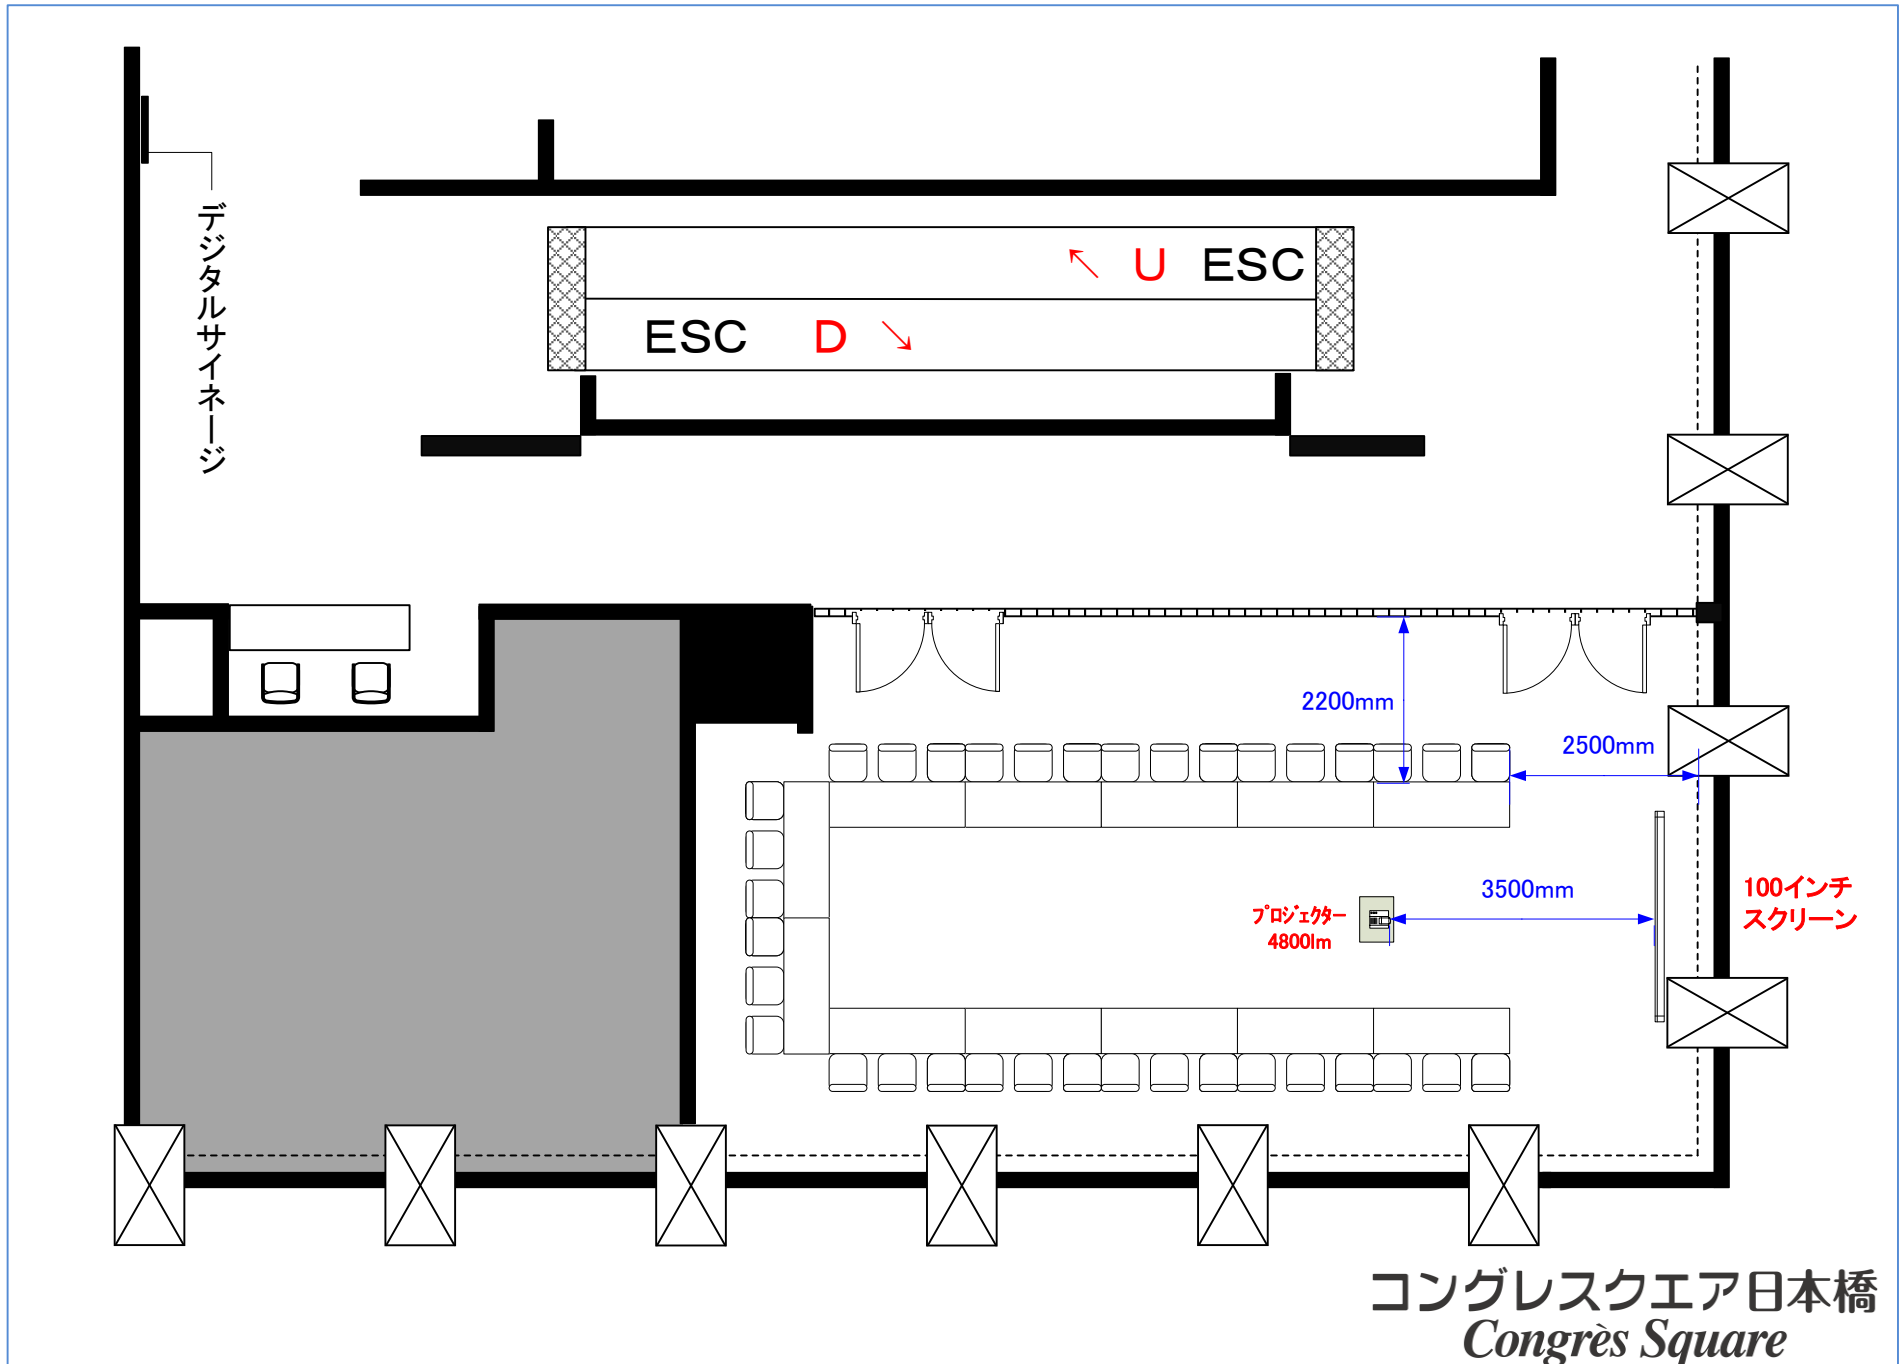 デジタルサイネージ
↖ U ESC
ESC D ↘
2200mm
2500mm
3500mm
プロジェクター
4800lm
100インチ
スクリーン
コングレスクエア日本橋
Congrès Square